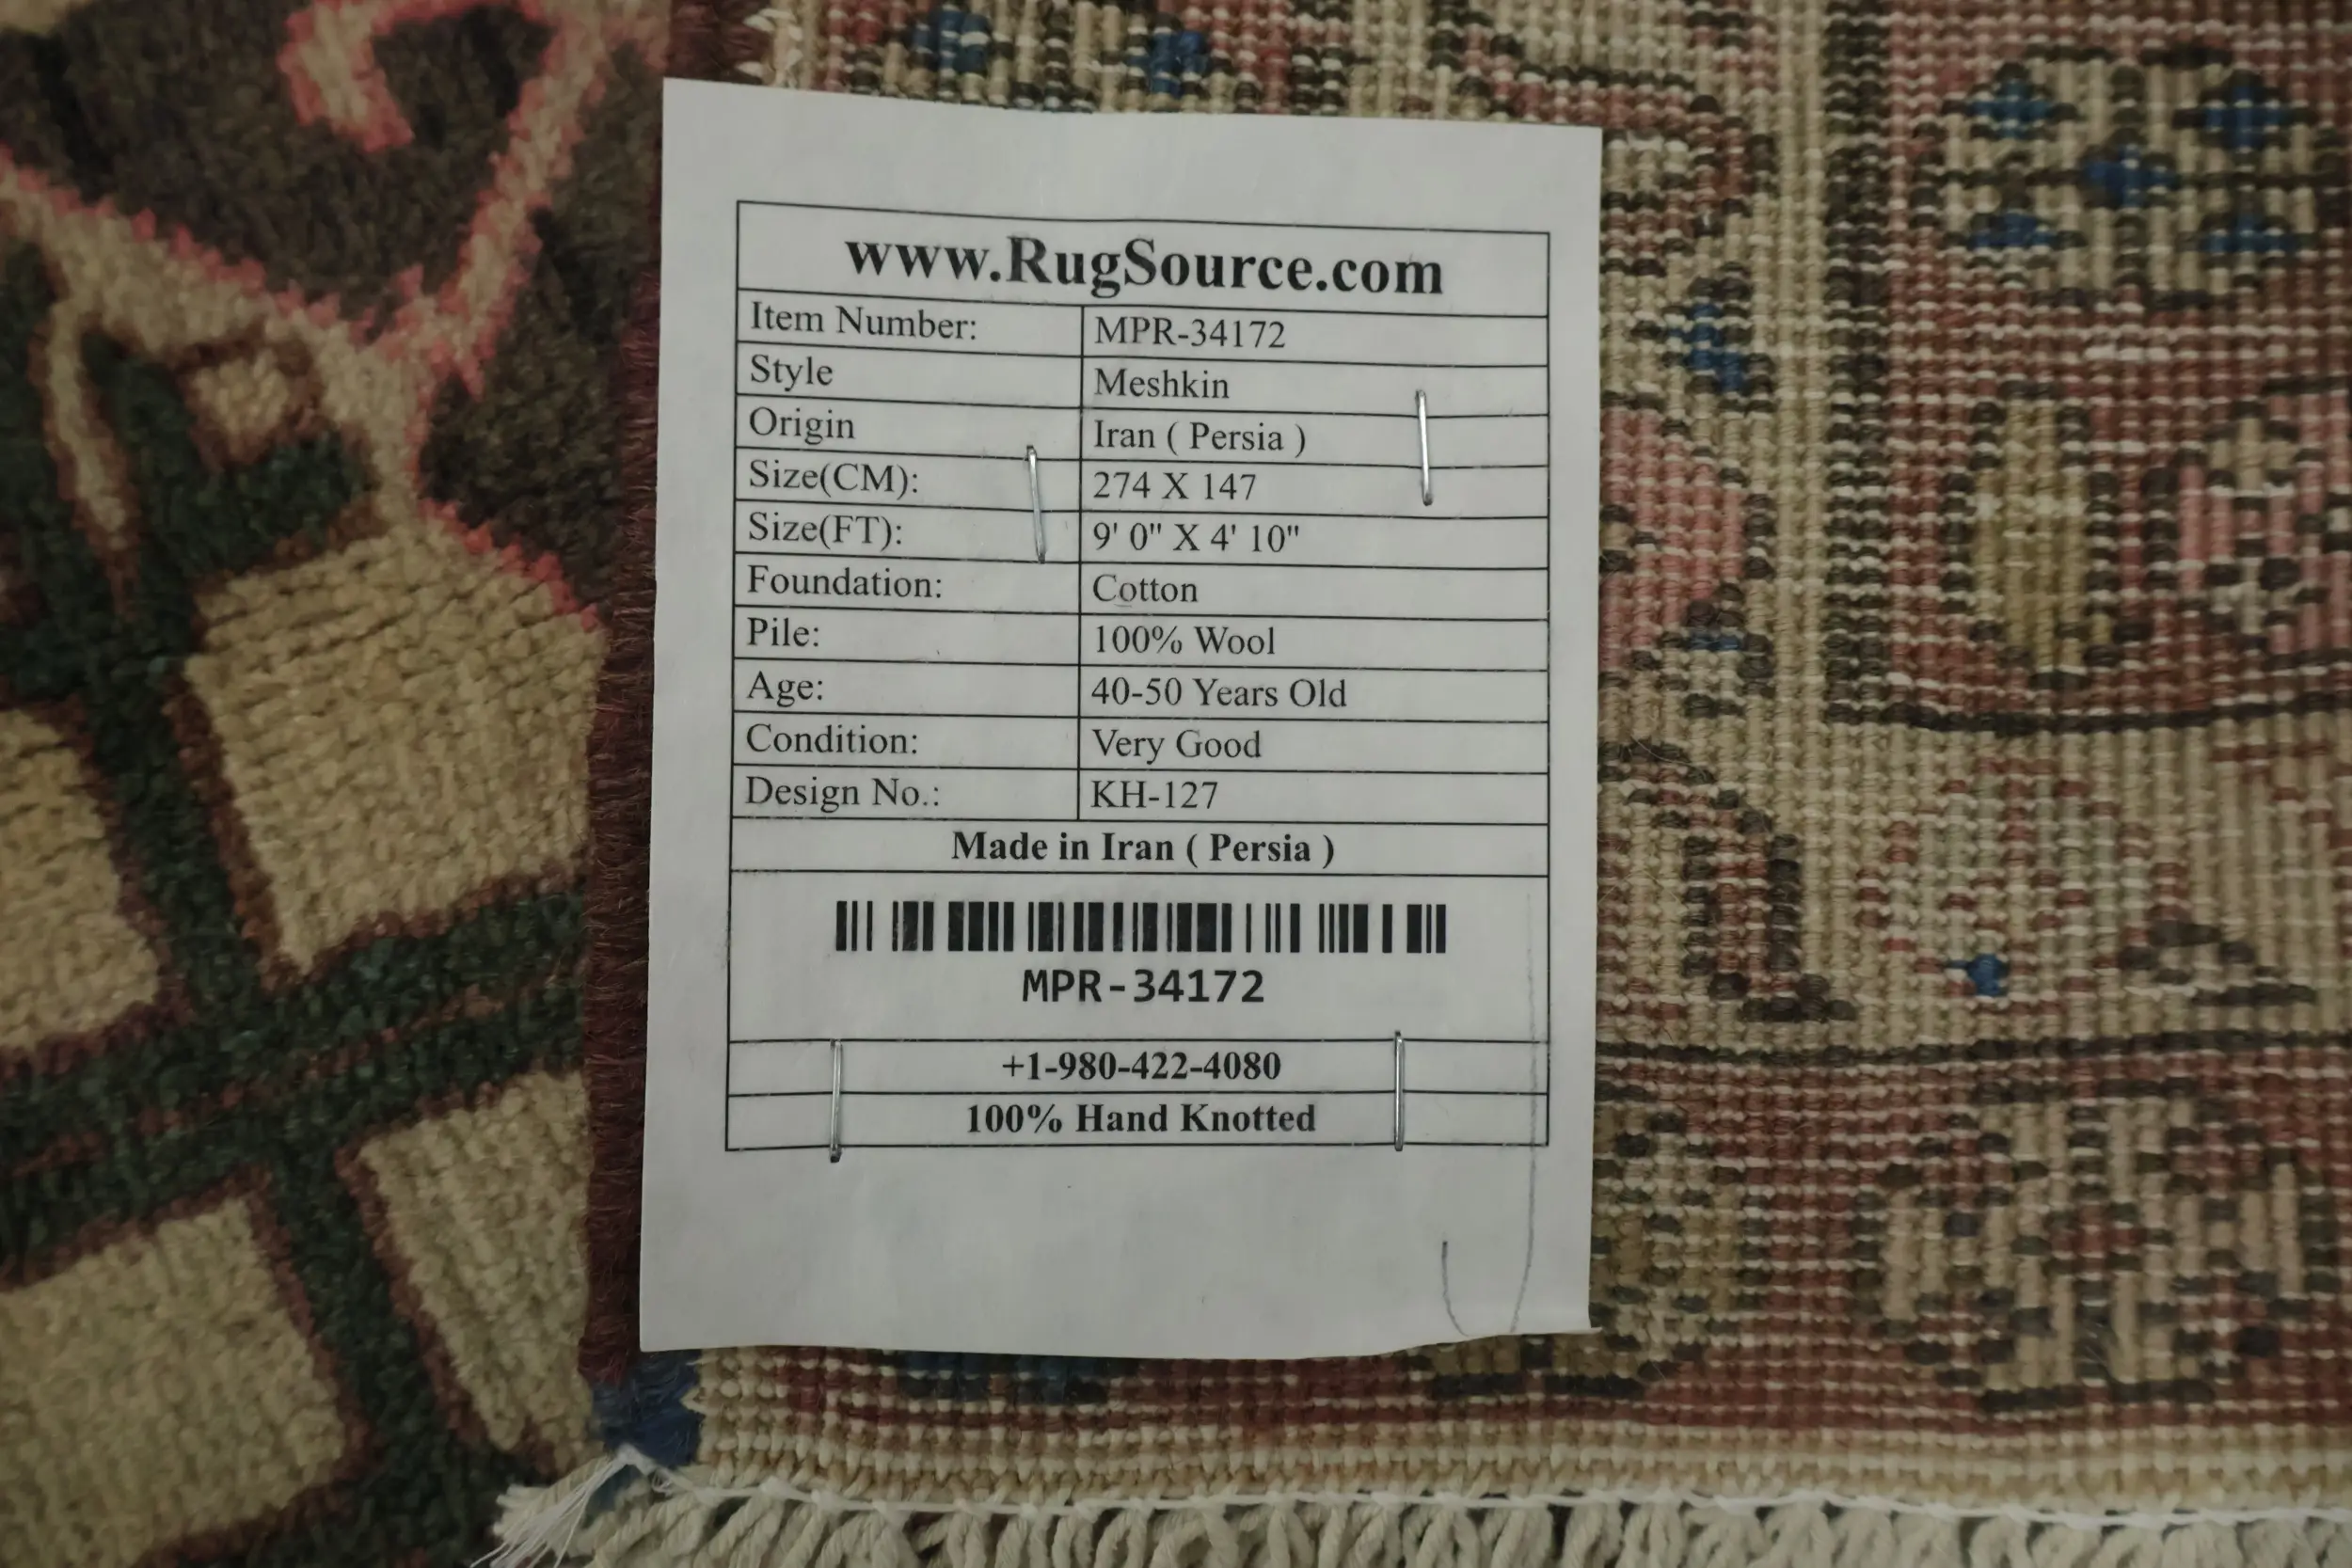 www.RugSource.com
Item Number: MPR-34172
Style Meshkin
Origin Iran ( Persia )
Size(CM): 274 X 147
Size(FT): 9' 0" X 4' 10"
Foundation: Cotton
Pile: 100% Wool
Age: 40-50 Years Old
Condition: Very Good
Design No.: KH-127
Made in Iran ( Persia )
MPR-34172
+1-980-422-4080
100% Hand Knotted